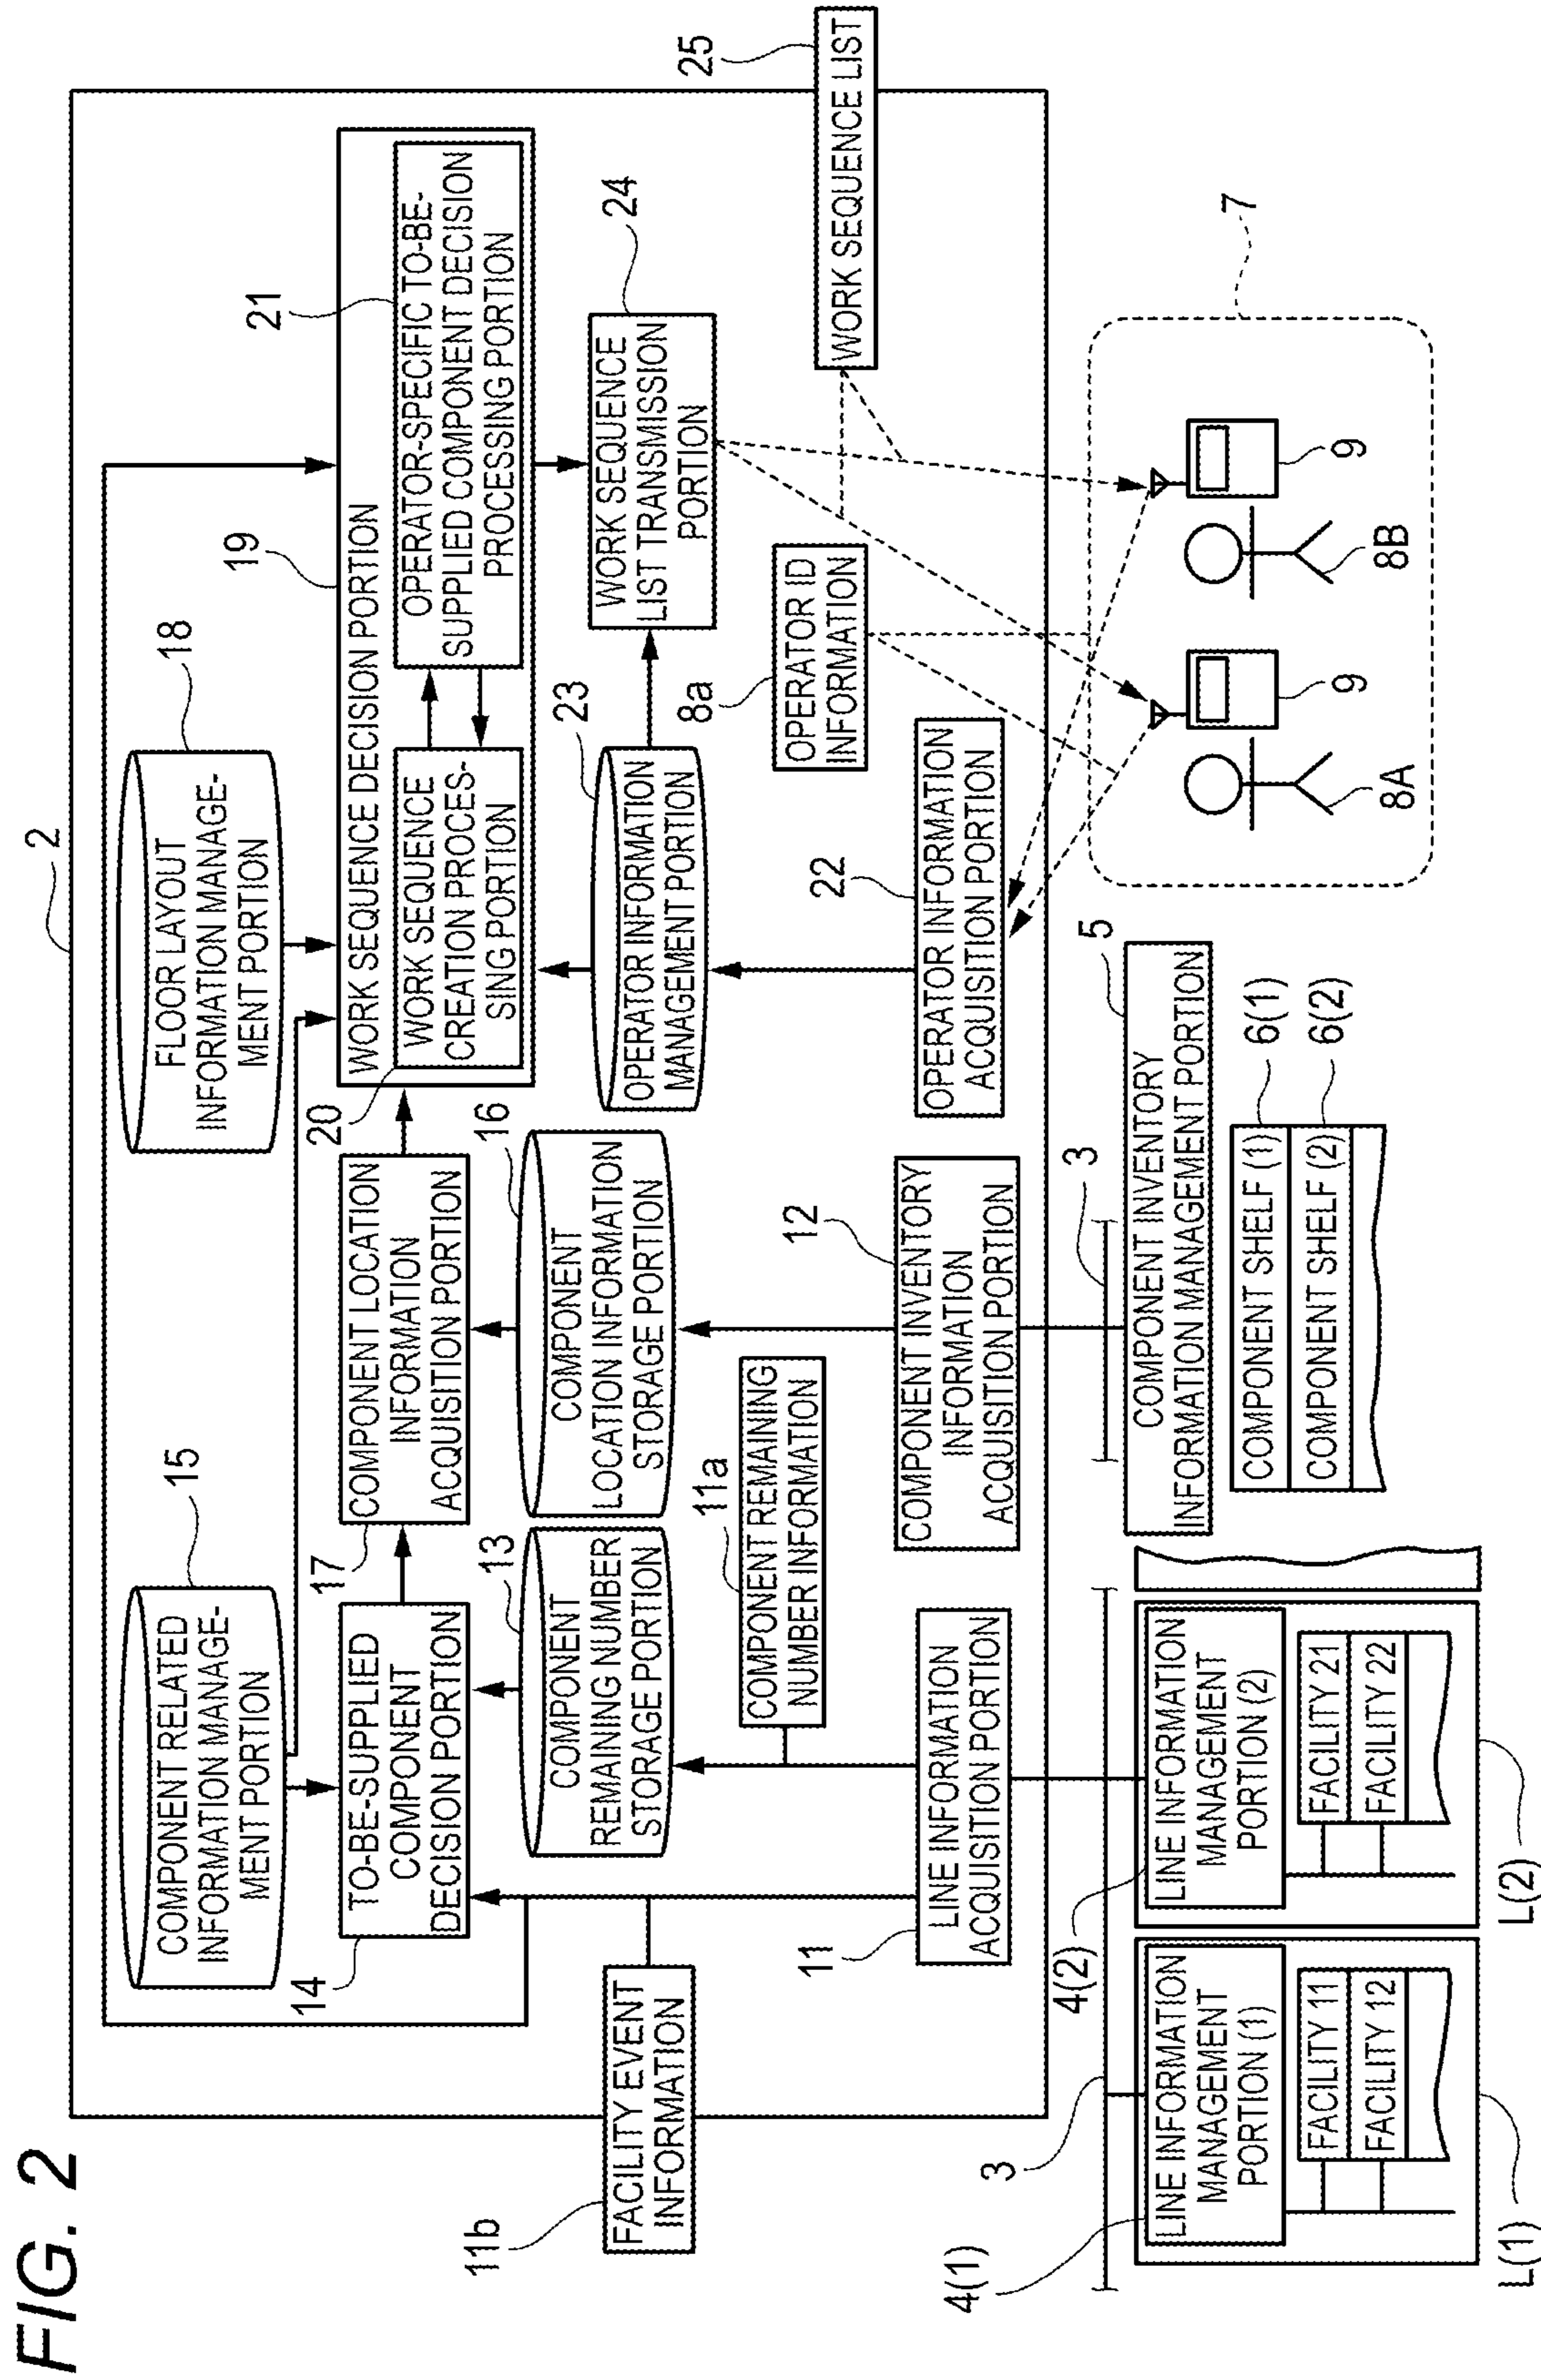 FIG. 2
2
15
COMPONENT RELATED
INFORMATION MANAGE-
MENT PORTION
18
FLOOR LAYOUT
INFORMATION MANAGE-
MENT PORTION
14
TO-BE-SUPPLIED
COMPONENT
DECISION PORTION
17
COMPONENT LOCATION
INFORMATION
ACQUISITION PORTION
19
WORK SEQUENCE DECISION PORTION
20
WORK SEQUENCE
CREATION PROCES-
SING PORTION
21
OPERATOR-SPECIFIC TO-BE-
SUPPLIED COMPONENT DECISION
PROCESSING PORTION
13
COMPONENT
REMAINING NUMBER
STORAGE PORTION
16
COMPONENT
LOCATION INFORMATION
STORAGE PORTION
23
OPERATOR INFORMATION
MANAGEMENT PORTION
24
WORK SEQUENCE
LIST TRANSMISSION
PORTION
11b
FACILITY EVENT
INFORMATION
11a
COMPONENT REMAINING
NUMBER INFORMATION
8a
OPERATOR ID
INFORMATION
25
WORK SEQUENCE LIST
11
LINE INFORMATION
ACQUISITION PORTION
12
COMPONENT INVENTORY
INFORMATION
ACQUISITION PORTION
22
OPERATOR INFORMATION
ACQUISITION PORTION
3
3
4(1)
LINE INFORMATION
MANAGEMENT
PORTION (1)
FACILITY 11
FACILITY 12
L(1)
4(2)
LINE INFORMATION
MANAGEMENT
PORTION (2)
FACILITY 21
FACILITY 22
L(2)
5
COMPONENT INVENTORY
INFORMATION MANAGEMENT PORTION
COMPONENT SHELF (1)
6(1)
COMPONENT SHELF (2)
6(2)
7
8A
9
8B
9